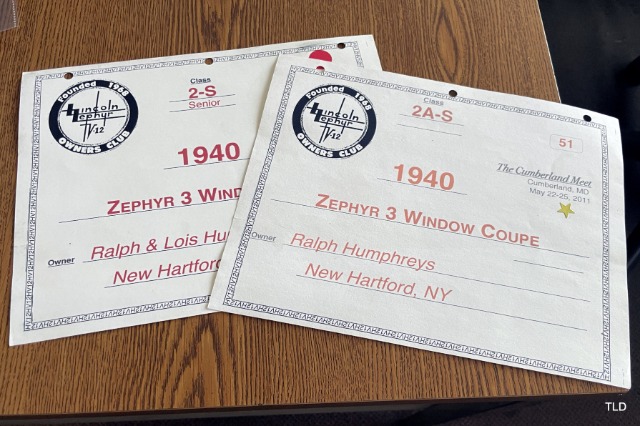 Class
2-S
Senior
Founded 1968
Lincoln
Zephyr
V12
OWNERS CLUB
1940
ZEPHYR 3 WIND
Owner Ralph & Lois Hu
New Hartford
Class
2A-S
51
Founded 1968
Lincoln
Zephyr
V12
OWNERS CLUB
The Cumberland Meet
Cumberland, MD
May 22-25, 2011
1940
ZEPHYR 3 WINDOW COUPE
Owner Ralph Humphreys
New Hartford, NY
TLD